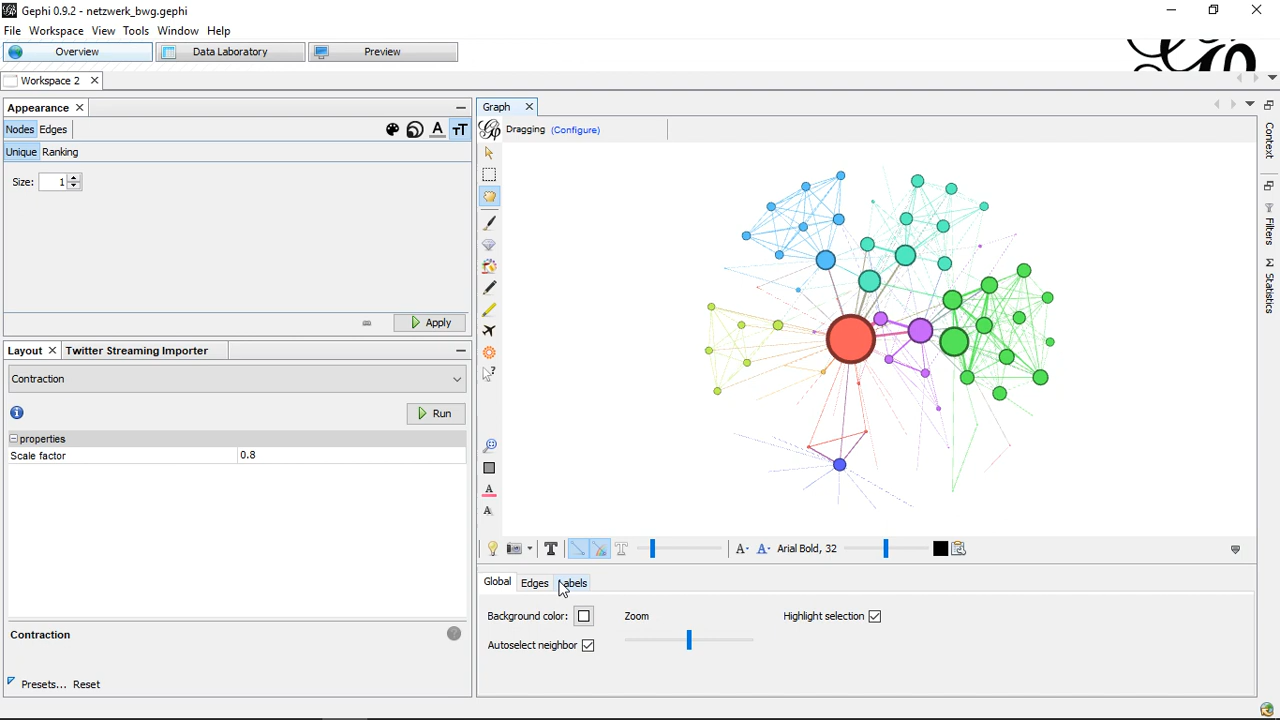 Gephi 0.9.2 - netzwerk_bwg.gephi
File Workspace View Tools Window Help
Overview Data Laboratory Preview
Workspace 2
Appearance
Nodes Edges
Unique Ranking
Size: 1
Apply
Layout Twitter Streaming Importer
Contraction
Run
properties
Scale factor 0.8
Contraction
Presets... Reset
Graph
Dragging (Configure)
Arial Bold, 32
Global Edges Labels
Background color: Zoom Highlight selection
Autoselect neighbor
Context
Filters
Statistics